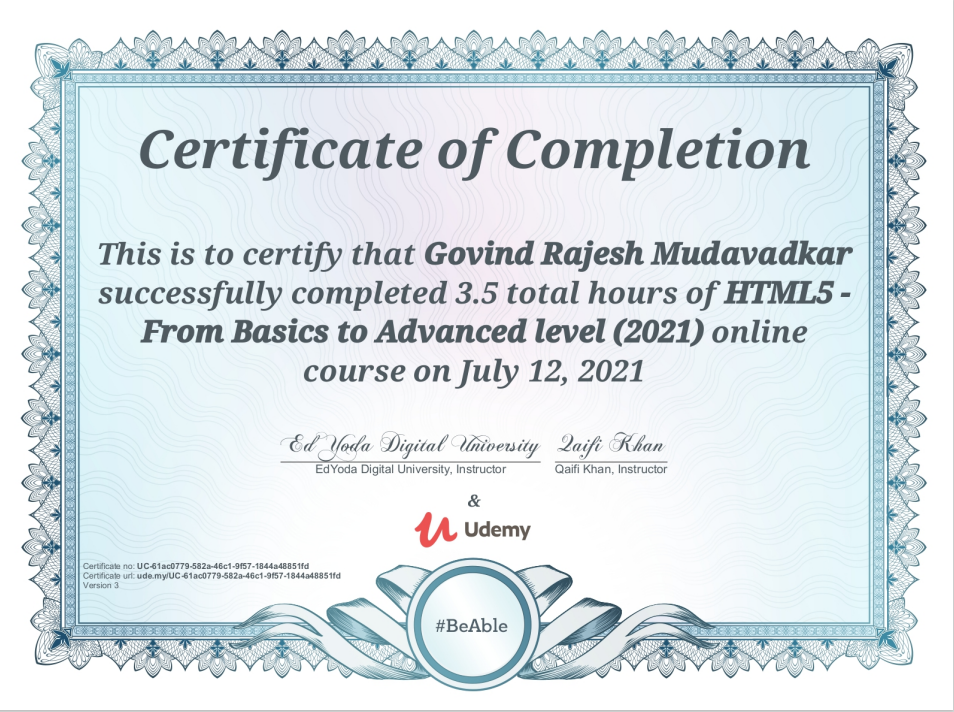 Certificate of Completion
This is to certify that Govind Rajesh Mudavadkar
successfully completed 3.5 total hours of HTML5 -
From Basics to Advanced level (2021) online
course on July 12, 2021
Ed Yoda Digital University Qaifi Khan
EdYoda Digital University, Instructor Qaifi Khan, Instructor
&
Udemy
Certificate no: UC-61ac0779-582a-46c1-9f57-1844a48851fd
Certificate url: ude.my/UC-61ac0779-582a-46c1-9f57-1844a48851fd
Version 3
#BeAble